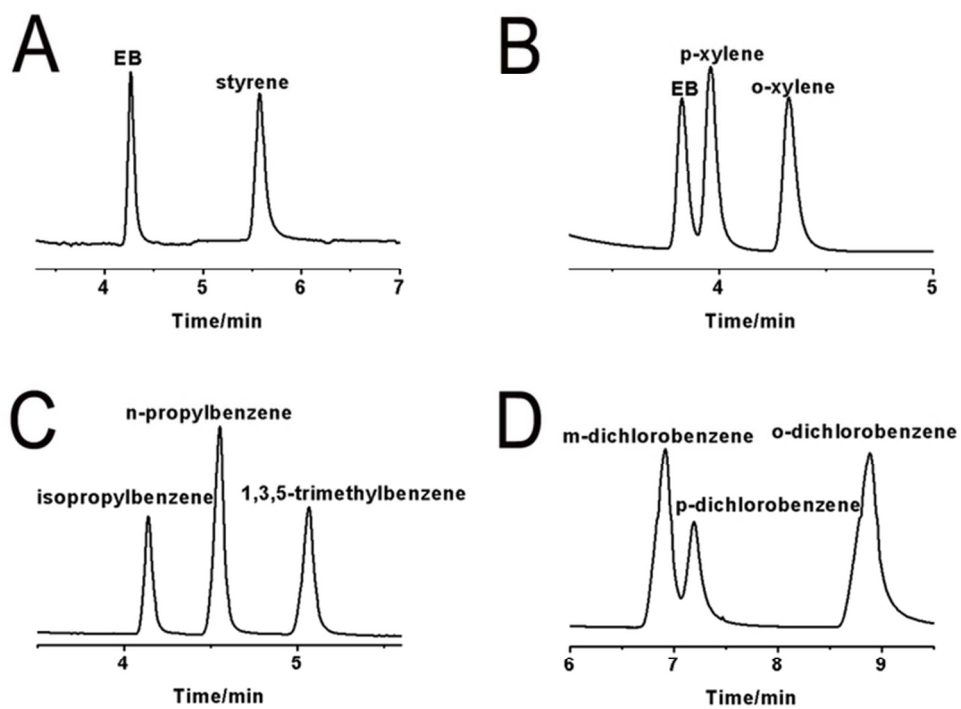 A
EB
styrene
4 5 6 7
Time/min
B
p-xylene
EB
o-xylene
4 5
Time/min
C
n-propylbenzene
isopropylbenzene
1,3,5-trimethylbenzene
4 5
Time/min
D
m-dichlorobenzene
o-dichlorobenzene
p-dichlorobenzene
6 7 8 9
Time/min